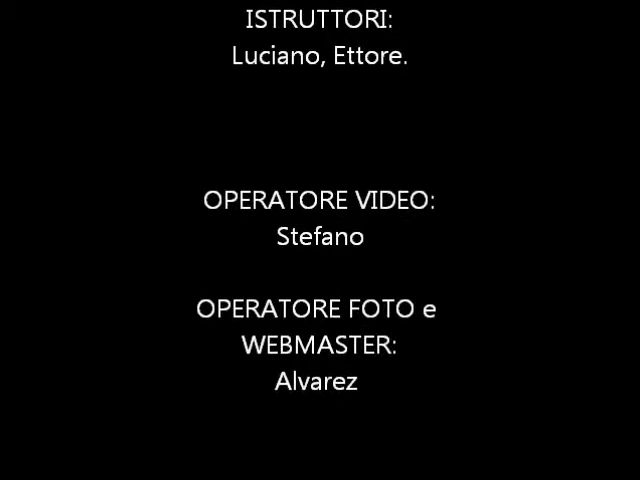 ISTRUTTORI:
Luciano, Ettore.
OPERATORE VIDEO:
Stefano
OPERATORE FOTO e
WEBMASTER:
Alvarez